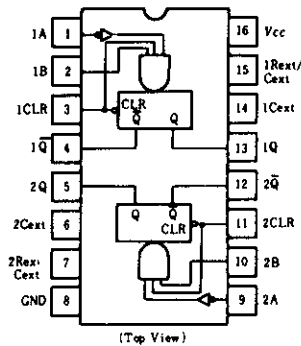 1A 1 16 Vcc
1B 2 15 1Rext/
Cext
1CLR 3 CLR 14 1Cext
Q̅ Q
1Q̅ 4 13 1Q
2Q 5 12 2Q̅
Q Q̅
2Cext 6 CLR 11 2CLR
2Rext/
Cext 7 10 2B
GND 8 9 2A
(Top View)